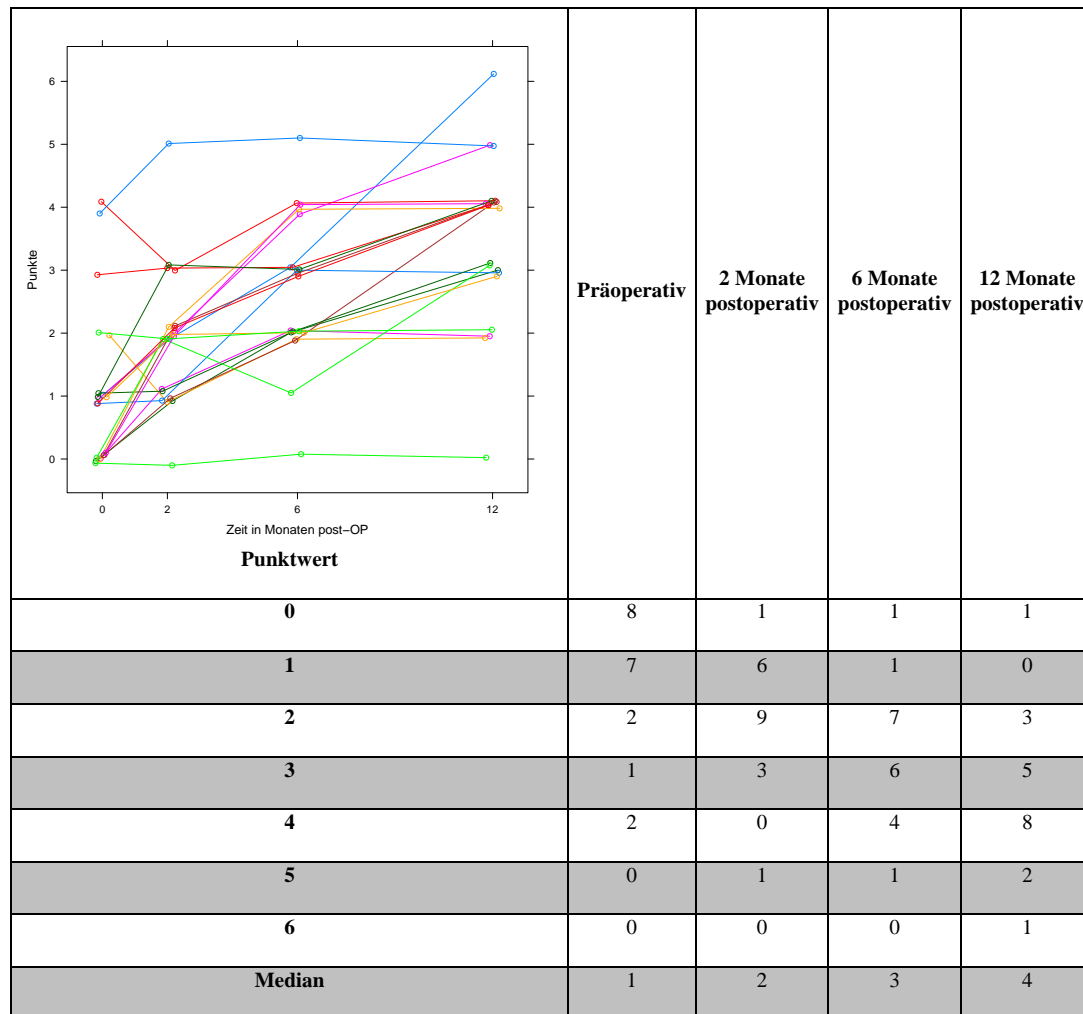 6
5
4
3
2
1
0
Punkte
0 2 6 12
Zeit in Monaten post−OP
Punktwert
Präoperativ
2 Monate
postoperativ
6 Monate
postoperativ
12 Monate
postoperativ
0 8 1 1 1
1 7 6 1 0
2 2 9 7 3
3 1 3 6 5
4 2 0 4 8
5 0 1 1 2
6 0 0 0 1
Median 1 2 3 4